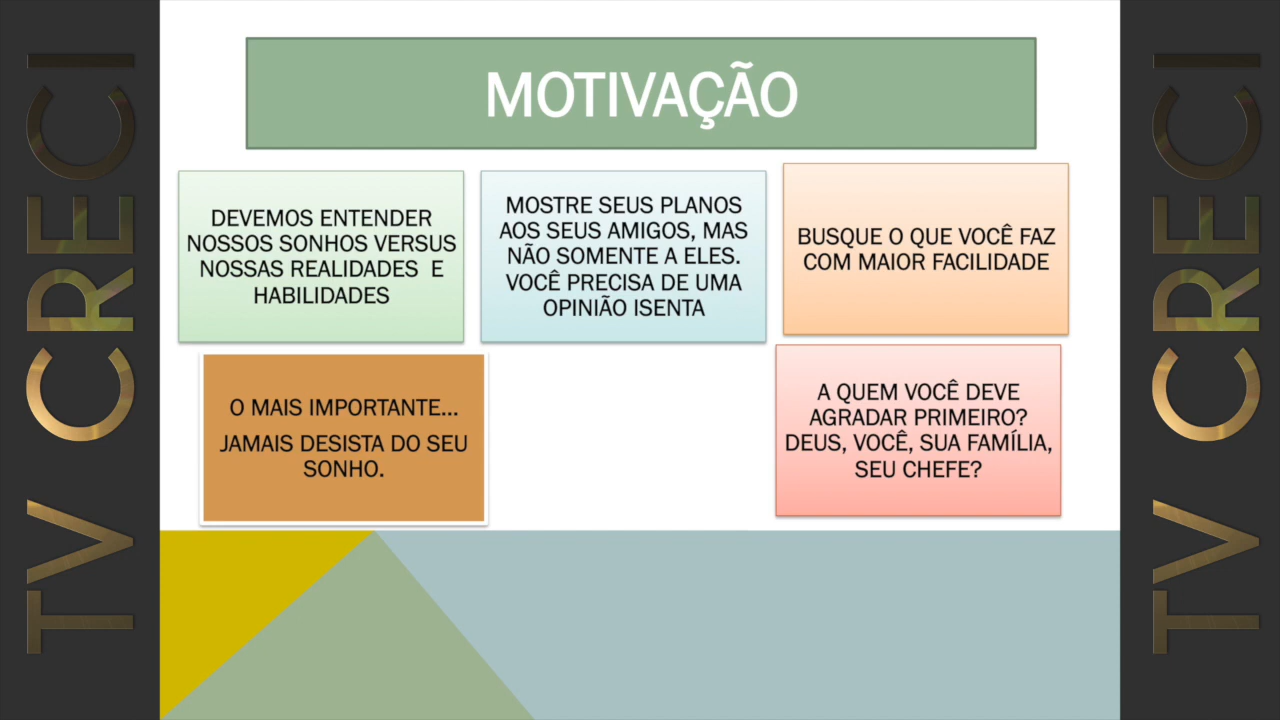 TV CRECI
MOTIVAÇÃO
DEVEMOS ENTENDER
NOSSOS SONHOS VERSUS
NOSSAS REALIDADES E
HABILIDADES
MOSTRE SEUS PLANOS
AOS SEUS AMIGOS, MAS
NÃO SOMENTE A ELES.
VOCÊ PRECISA DE UMA
OPINIÃO ISENTA
BUSQUE O QUE VOCÊ FAZ
COM MAIOR FACILIDADE
O MAIS IMPORTANTE...
JAMAIS DESISTA DO SEU
SONHO.
A QUEM VOCÊ DEVE
AGRADAR PRIMEIRO?
DEUS, VOCÊ, SUA FAMÍLIA,
SEU CHEFE?
TV CRECI